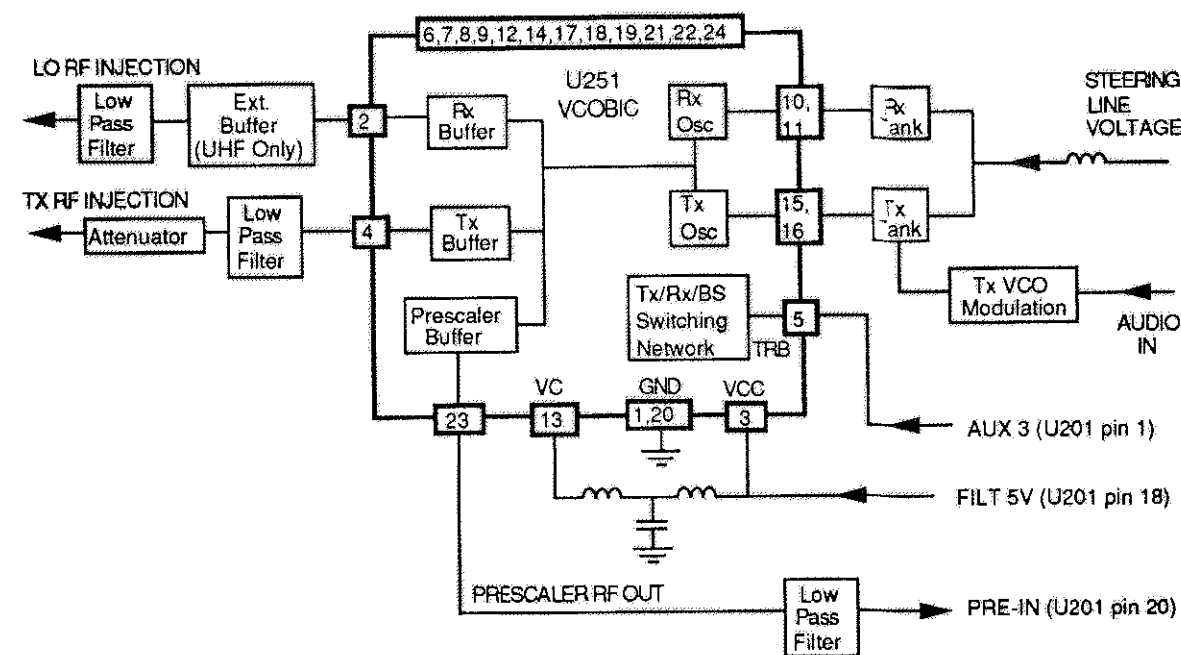 6,7,8,9,12,14,17,18,19,21,22,24
LO RF INJECTION
Low
Pass
Filter
Ext.
Buffer
(UHF Only)
2
Rx
Buffer
U251
VCOBIC
Rx
Osc
10,
11
Rx
Tank
STEERING
LINE
VOLTAGE
TX RF INJECTION
Attenuator
Low
Pass
Filter
4
Tx
Buffer
Tx
Osc
15,
16
Tx
Tank
Prescaler
Buffer
Tx/Rx/BS
Switching
Network
TRB
5
Tx VCO
Modulation
AUDIO
IN
VC
GND
VCC
23
13
1,20
3
AUX 3 (U201 pin 1)
FILT 5V (U201 pin 18)
PRESCALER RF OUT
Low
Pass
Filter
PRE-IN (U201 pin 20)